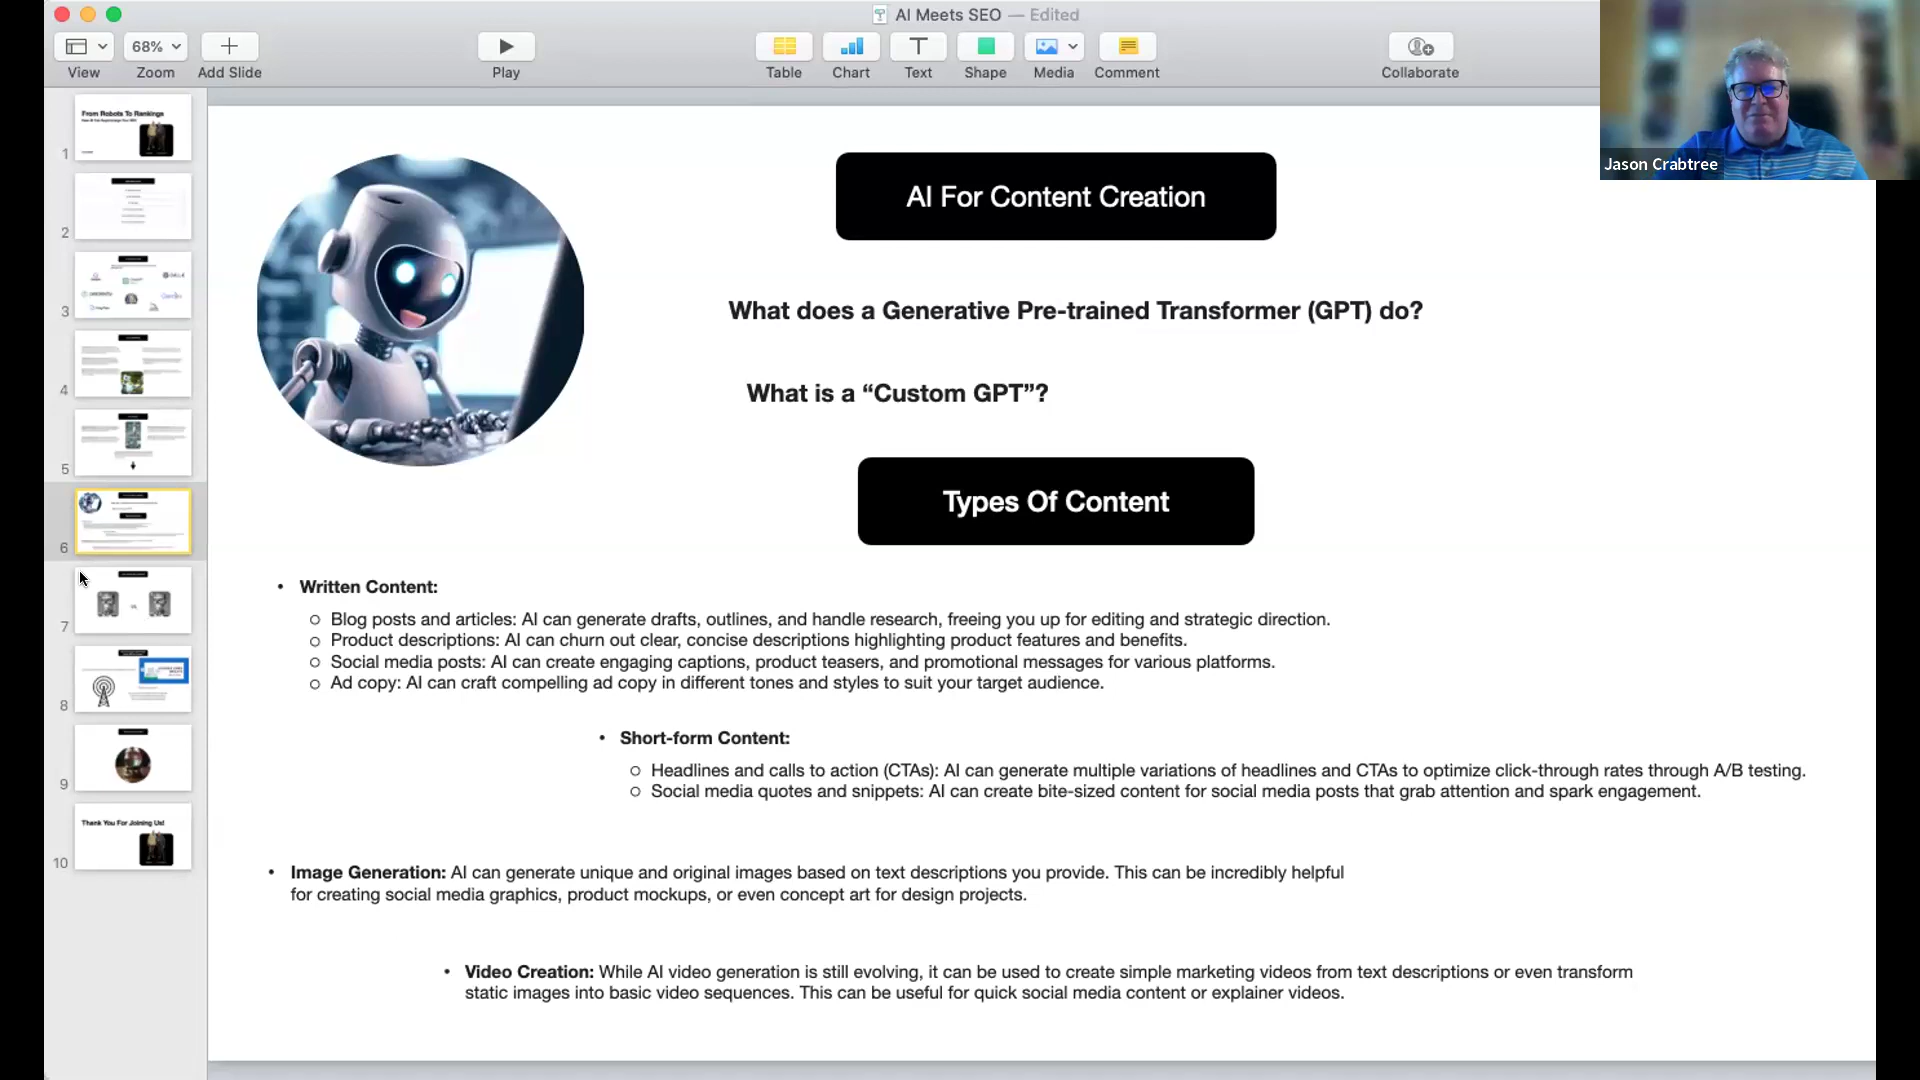 AI Meets SEO — Edited
68%
View
Zoom
Add Slide
Play
Table
Chart
Text
Shape
Media
Comment
Collaborate
Jason Crabtree
From Robots To Rankings
1
2
3
4
5
6
7
8
9
Thank You For Joining Us!
10
AI For Content Creation
What does a Generative Pre-trained Transformer (GPT) do?
What is a “Custom GPT”?
Types Of Content
• Written Content:
○ Blog posts and articles: AI can generate drafts, outlines, and handle research, freeing you up for editing and strategic direction.
○ Product descriptions: AI can churn out clear, concise descriptions highlighting product features and benefits.
○ Social media posts: AI can create engaging captions, product teasers, and promotional messages for various platforms.
○ Ad copy: AI can craft compelling ad copy in different tones and styles to suit your target audience.
• Short-form Content:
○ Headlines and calls to action (CTAs): AI can generate multiple variations of headlines and CTAs to optimize click-through rates through A/B testing.
○ Social media quotes and snippets: AI can create bite-sized content for social media posts that grab attention and spark engagement.
• Image Generation: AI can generate unique and original images based on text descriptions you provide. This can be incredibly helpful
for creating social media graphics, product mockups, or even concept art for design projects.
• Video Creation: While AI video generation is still evolving, it can be used to create simple marketing videos from text descriptions or even transform
static images into basic video sequences. This can be useful for quick social media content or explainer videos.